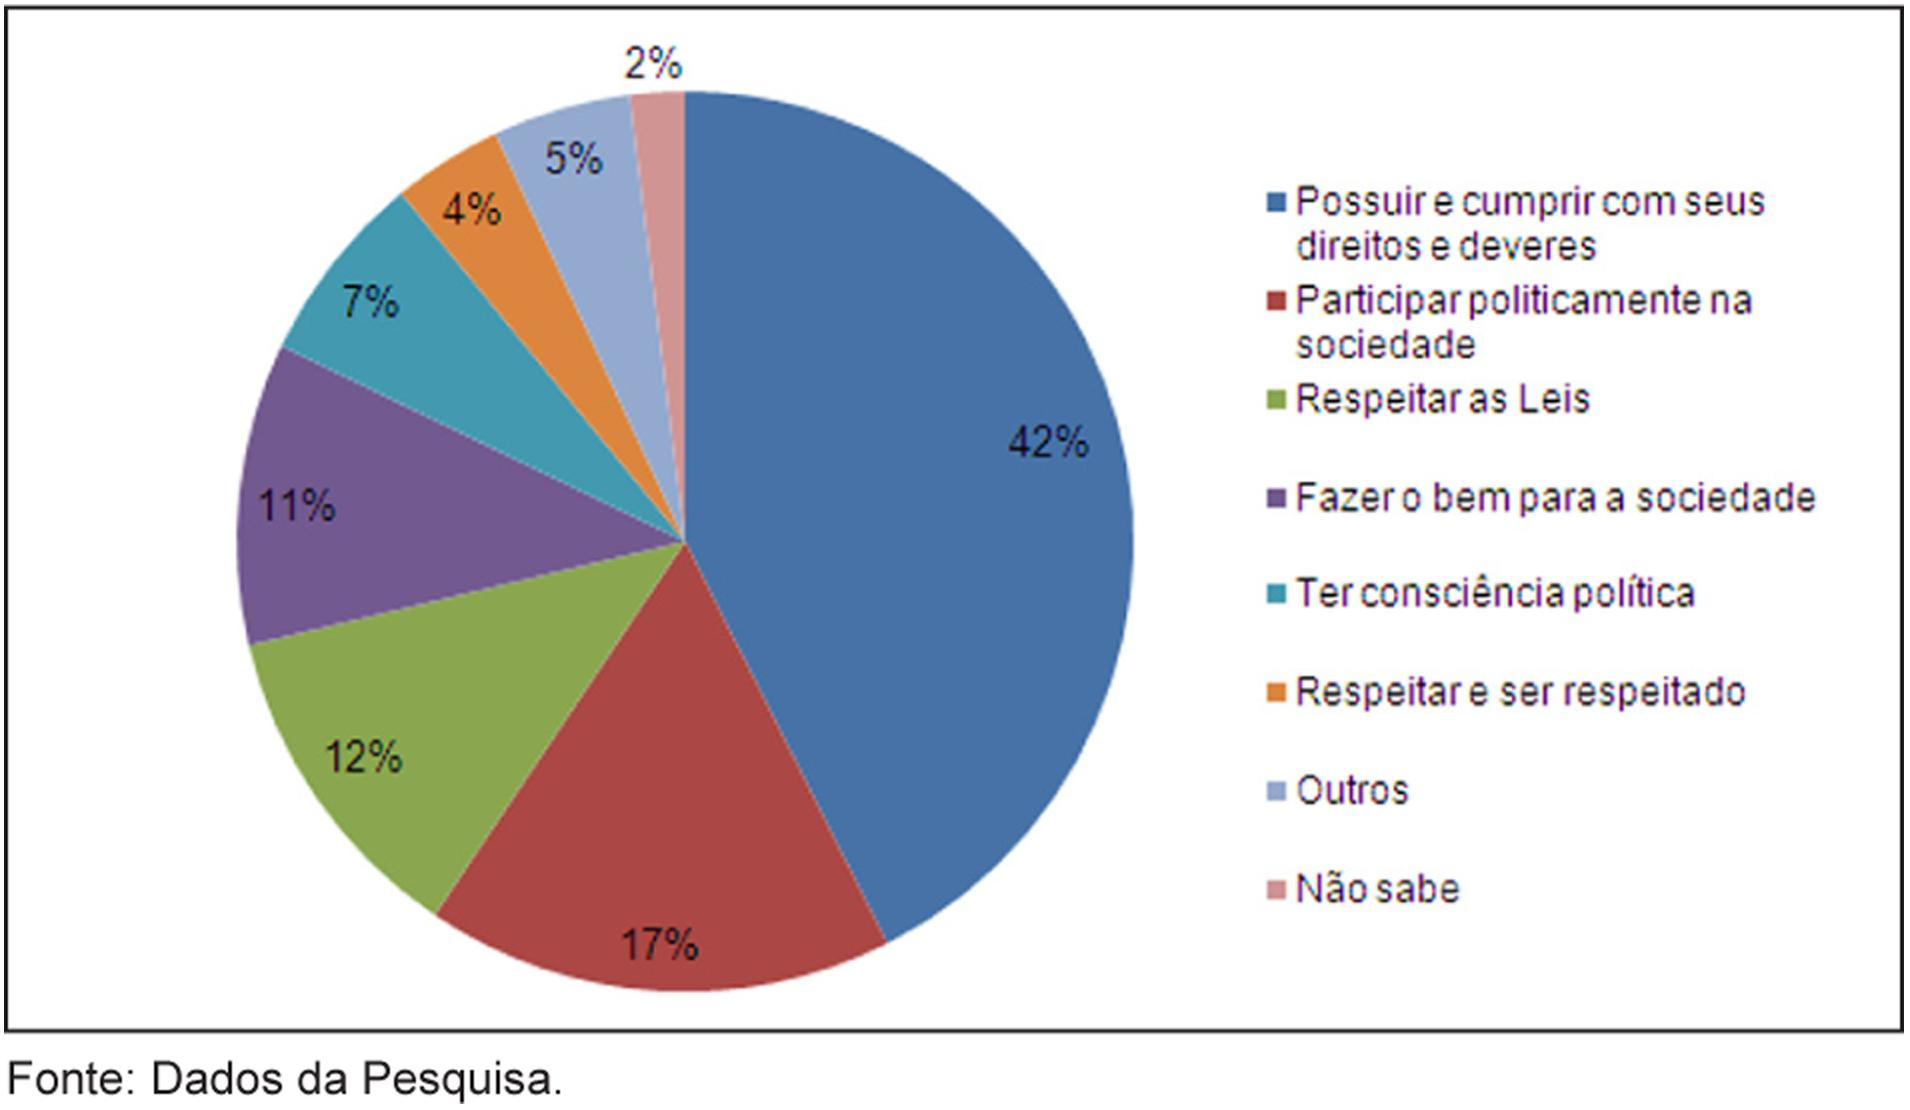 2%
5%
4%
7%
11%
12%
17%
42%
Possuir e cumprir com seus
direitos e deveres
Participar politicamente na
sociedade
Respeitar as Leis
Fazer o bem para a sociedade
Ter consciência política
Respeitar e ser respeitado
Outros
Não sabe
Fonte: Dados da Pesquisa.